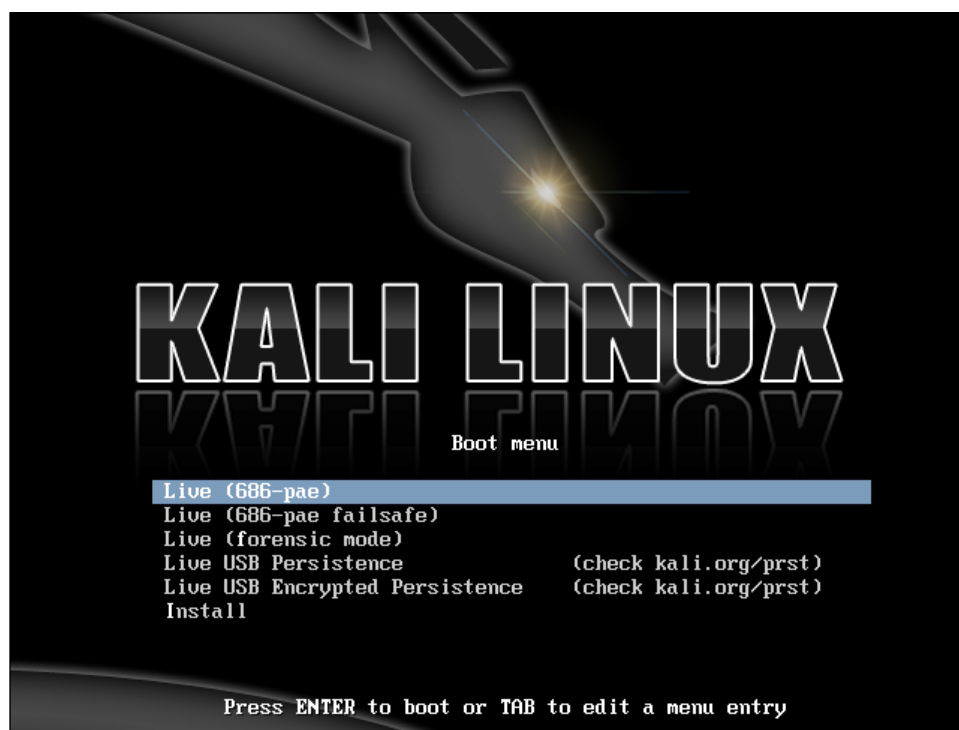 KALI LINUX
Boot menu
Live (686-pae)
Live (686-pae failsafe)
Live (forensic mode)
Live USB Persistence (check kali.org/prst)
Live USB Encrypted Persistence (check kali.org/prst)
Install
Press ENTER to boot or TAB to edit a menu entry